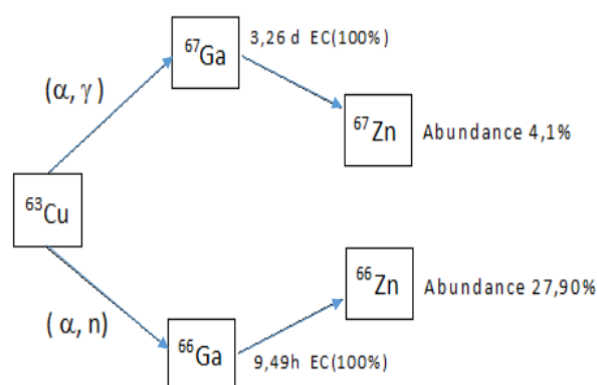 3,26 d EC(100%)
⁶⁷Ga
(α, γ)
⁶⁷Zn
Abundance 4,1%
⁶³Cu
⁶⁶Zn
Abundance 27,90%
( α, n)
⁶⁶Ga
9,49h EC(100%)